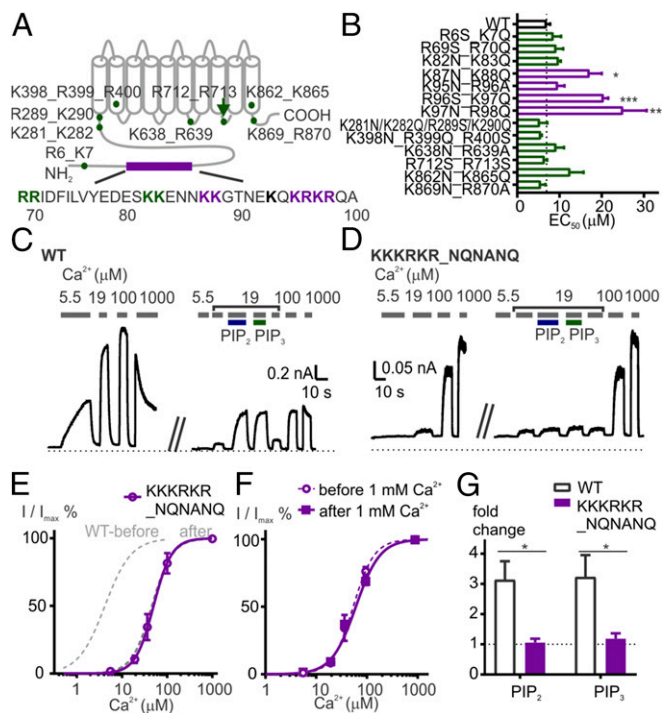 A
K398_R399_R400 R712_R713 K862_K865
R289_K290 COOH
K281_K282 K638_R639 K869_R870
R6_K7
NH2
RRIDFILVYEDESKKENNKKGTNEKQKRKRQA
70 80 90 100
B
WT
R6S_K7Q
R69S_R70Q
K82N_K83Q
K87N_K88Q *
K95N_R96A
R96S_K97Q ***
K97N_R98Q **
K281N/K282Q/R289S/K290Q
K398N_R399Q_R400S
K638N_R639A
R712S_R713S
K862N_K865Q
K869N_R870A
0 10 20 30
EC50 (µM)
C
WT
Ca2+ (µM)
5.5 19 100 1000 5.5 19 100 1000
PIP2 PIP3
0.2 nA
10 s
D
KKKRKR_NQNANQ
Ca2+ (µM)
5.5 19 100 1000 5.5 19 100 1000
PIP2 PIP3
0.05 nA
10 s
E
KKKRKR
_NQNANQ
I / Imax %
WT-before after
100
50
0
1 10 100 1000
Ca2+ (µM)
F
before 1 mM Ca2+
after 1 mM Ca2+
I / Imax %
100
50
0
1 10 100 1000
Ca2+ (µM)
G
WT
KKKRKR
_NQNANQ
fold
change
* *
4
3
2
1
0
PIP2 PIP3